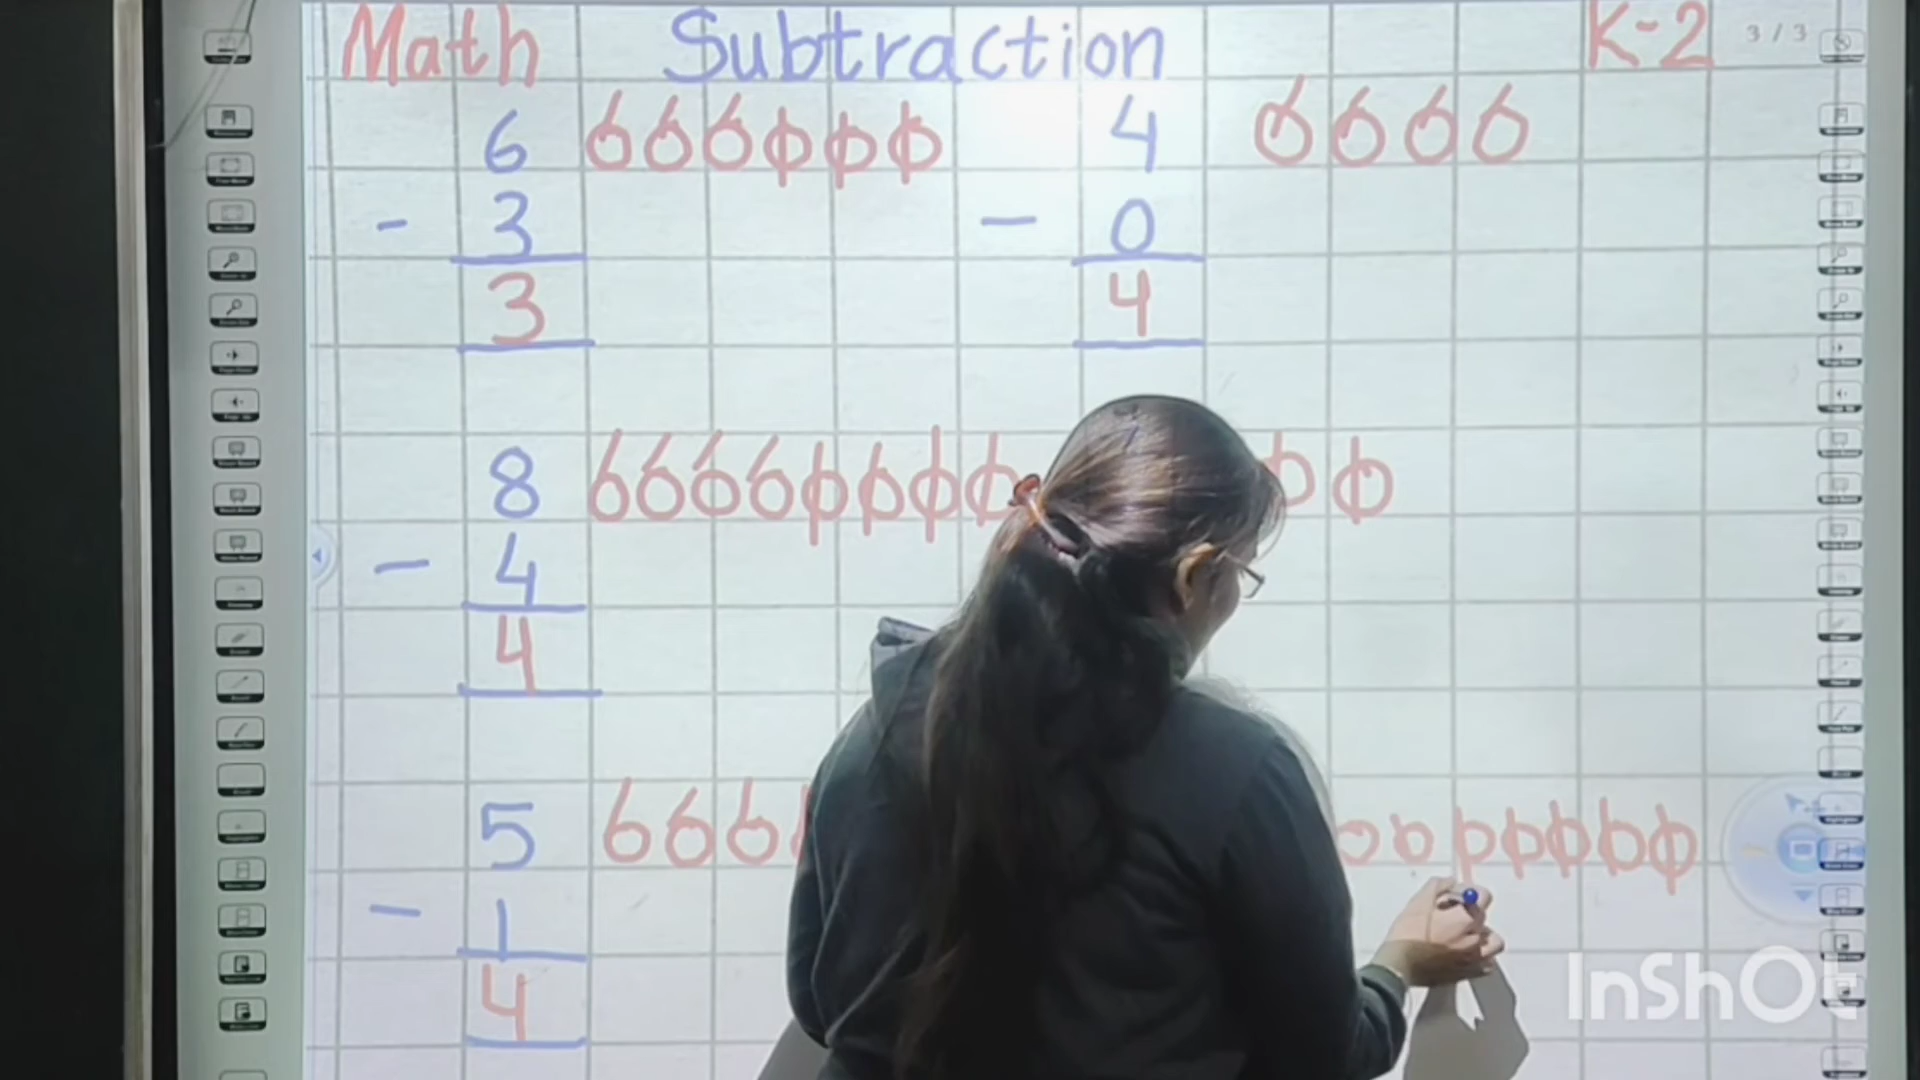 Math Subtraction K-2 3 / 3
6 4
- 3 - 0
3 4
8
- 4
4
5
- 1
4
InShOt